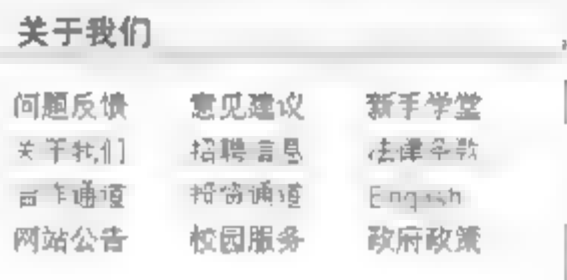 关于我们
问题反馈 意见建议 新手学堂
关于我们 招聘信息 法律条款
通道 通道 English
网站公告 校园服务 政府政策